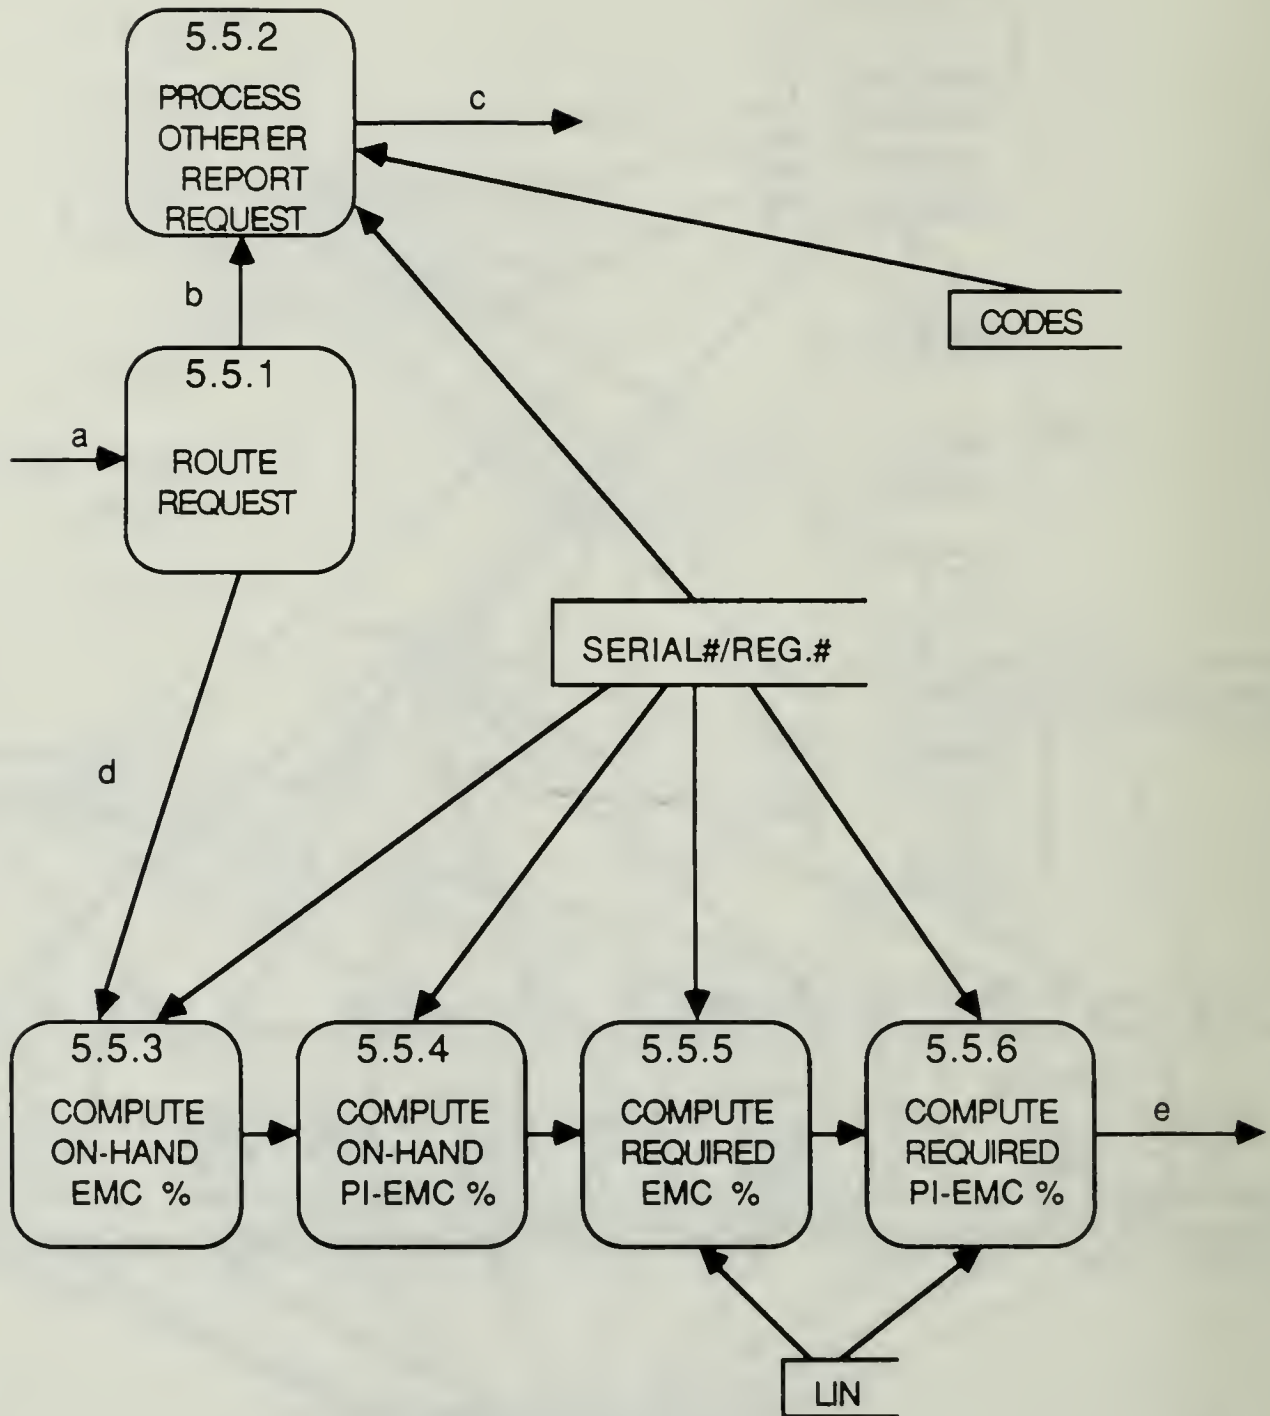 5.5.2
PROCESS
OTHER ER
REPORT
REQUEST
c
b
CODES
5.5.1
a
ROUTE
REQUEST
SERIAL#/REG.#
d
5.5.3
COMPUTE
ON-HAND
EMC %
5.5.4
COMPUTE
ON-HAND
PI-EMC %
5.5.5
COMPUTE
REQUIRED
EMC %
5.5.6
COMPUTE
REQUIRED
PI-EMC %
e
LIN